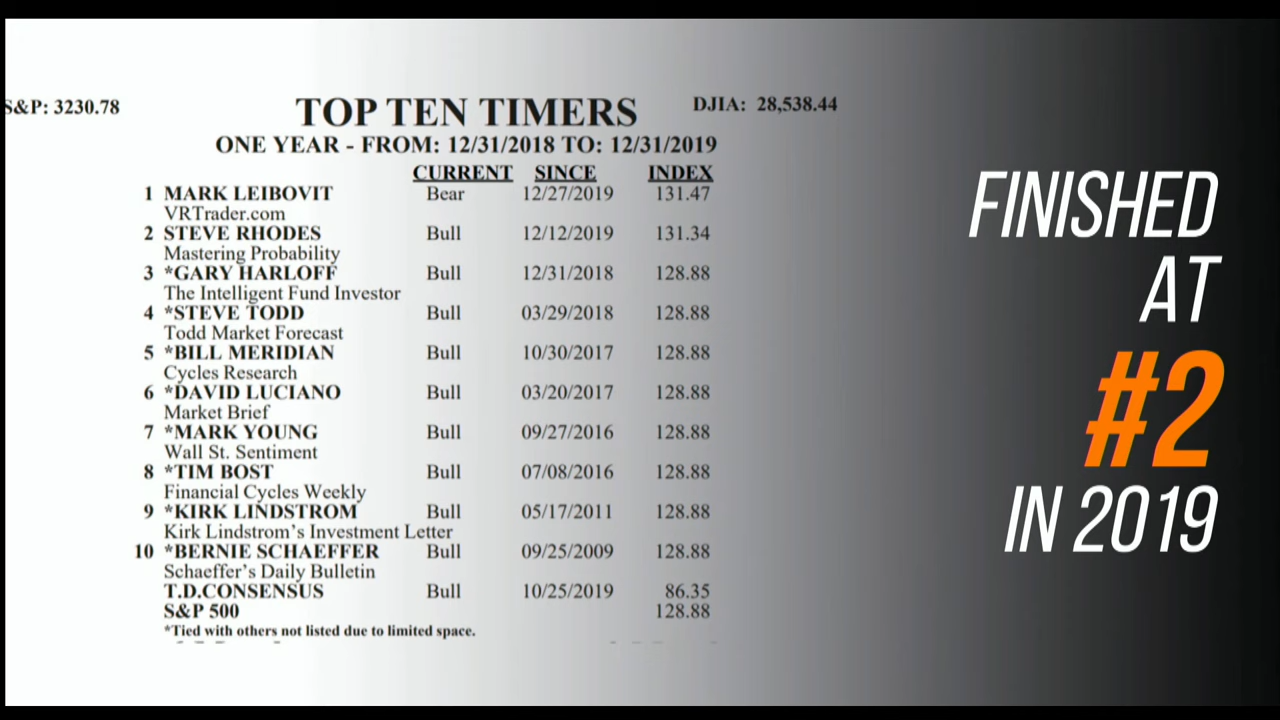 S&P: 3230.78
TOP TEN TIMERS
DJIA: 28,538.44
ONE YEAR - FROM: 12/31/2018 TO: 12/31/2019
CURRENT SINCE INDEX
1 MARK LEIBOVIT Bear 12/27/2019 131.47
VRTrader.com
2 STEVE RHODES Bull 12/12/2019 131.34
Mastering Probability
3 *GARY HARLOFF Bull 12/31/2018 128.88
The Intelligent Fund Investor
4 *STEVE TODD Bull 03/29/2018 128.88
Todd Market Forecast
5 *BILL MERIDIAN Bull 10/30/2017 128.88
Cycles Research
6 *DAVID LUCIANO Bull 03/20/2017 128.88
Market Brief
7 *MARK YOUNG Bull 09/27/2016 128.88
Wall St. Sentiment
8 *TIM BOST Bull 07/08/2016 128.88
Financial Cycles Weekly
9 *KIRK LINDSTROM Bull 05/17/2011 128.88
Kirk Lindstrom's Investment Letter
10 *BERNIE SCHAEFFER Bull 09/25/2009 128.88
Schaeffer's Daily Bulletin
T.D.CONSENSUS Bull 10/25/2019 86.35
S&P 500 128.88
*Tied with others not listed due to limited space.
FINISHED
AT
#2
IN 2019